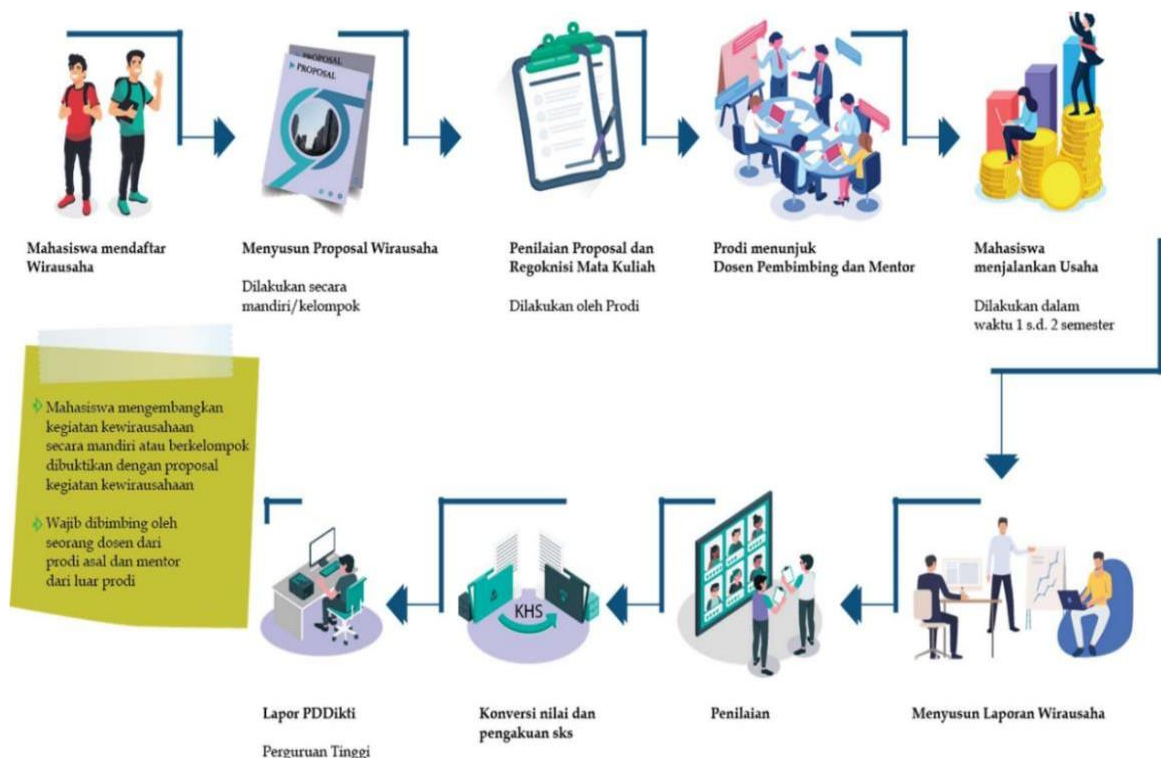 PROPOSAL
PROPOSAL
Mahasiswa mendaftar
Wirausaha
Menyusun Proposal Wirausaha
Dilakukan secara
mandiri/kelompok
Penilaian Proposal dan
Regoknisi Mata Kuliah
Dilakukan oleh Prodi
Prodi menunjuk
Dosen Pembimbing dan Mentor
Mahasiswa
menjalankan Usaha
Dilakukan dalam
waktu 1 s.d. 2 semester
Mahasiswa mengembangkan
kegiatan kewirausahaan
secara mandiri atau berkelompok
dibuktikan dengan proposal
kegiatan kewirausahaan
Wajib dibimbing oleh
seorang dosen dari
prodi asal dan mentor
dari luar prodi
KHS
Menyusun Laporan Wirausaha
Penilaian
Konversi nilai dan
pengakuan sks
Lapor PDDikti
Perguruan Tinggi